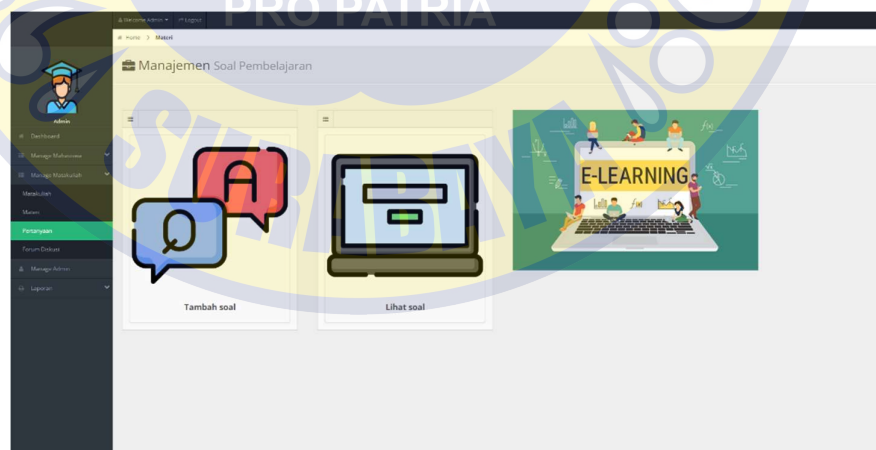 PRO PATRIA
Welcome Admin Logout
Home > Materi
Manajemen Soal Pembelajaran
Admin
Dashboard
Manage Mahasiswa
Manage Matakuliah
Matakuliah
Materi
Pertanyaan
Forum Diskusi
Manage Admin
Laporan
SURABAYA
A
Q
Tambah soal
Lihat soal
E-LEARNING
f(x)
f(x)